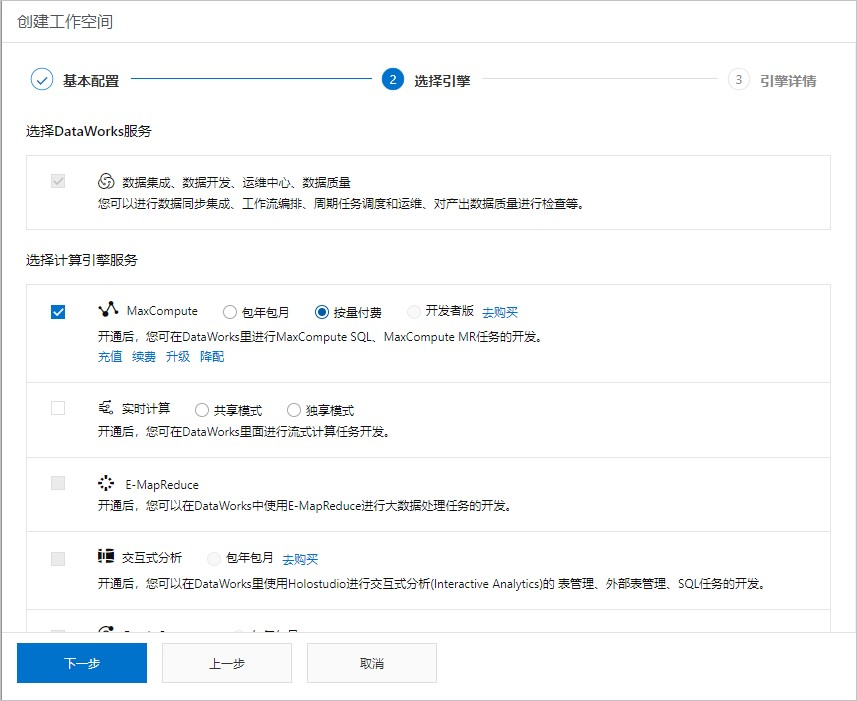 创建工作空间
基本配置
2 选择引擎
3 引擎详情
选择DataWorks服务
数据集成、数据开发、运维中心、数据质量
您可以进行数据同步集成、工作流编排、周期任务调度和运维、对产出数据质量进行检查等。
选择计算引擎服务
MaxCompute 包年包月 按量付费 开发者版 去购买
开通后，您可在DataWorks里进行MaxCompute SQL、MaxCompute MR任务的开发。
充值 续费 升级 降配
实时计算 共享模式 独享模式
开通后，您可在DataWorks里面进行流式计算任务开发。
E-MapReduce
开通后，您可以在DataWorks中使用E-MapReduce进行大数据处理任务的开发。
交互式分析 包年包月 去购买
开通后，您可以在DataWorks里使用Holostudio进行交互式分析(Interactive Analytics)的 表管理、外部表管理、SQL任务的开发。
下一步 上一步 取消